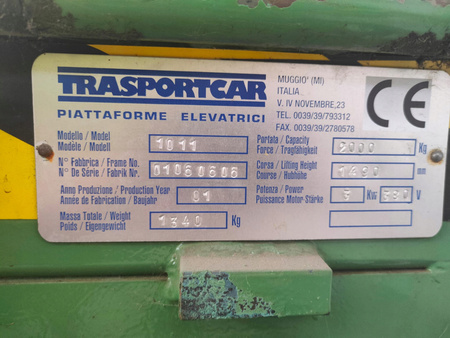 TRASPORTCAR
PIATTAFORME ELEVATRICI
MUGGIO' (MI)
ITALIA
V. IV NOVEMBRE,23
TEL. 0039/39/793312
FAX. 0039/39/2780578
CE
Modello / Model
Modèle / Model
1011
Portata / Capacity
Force / Tragfähigkeit
2000 Kg
N° Fabbrica / Frame No.
N° De Série / Fabrik Nr.
01060606
Corsa / Lifting Height
Course / Hubhöhe
mm
Anno Produzione / Production Year
Année de Fabrication / Baujahr
01
Potenza / Power
Puissance Motor-Stärke
3 Kw 380 V
Massa Totale / Weight
Poids / Eigengewicht
1340 Kg